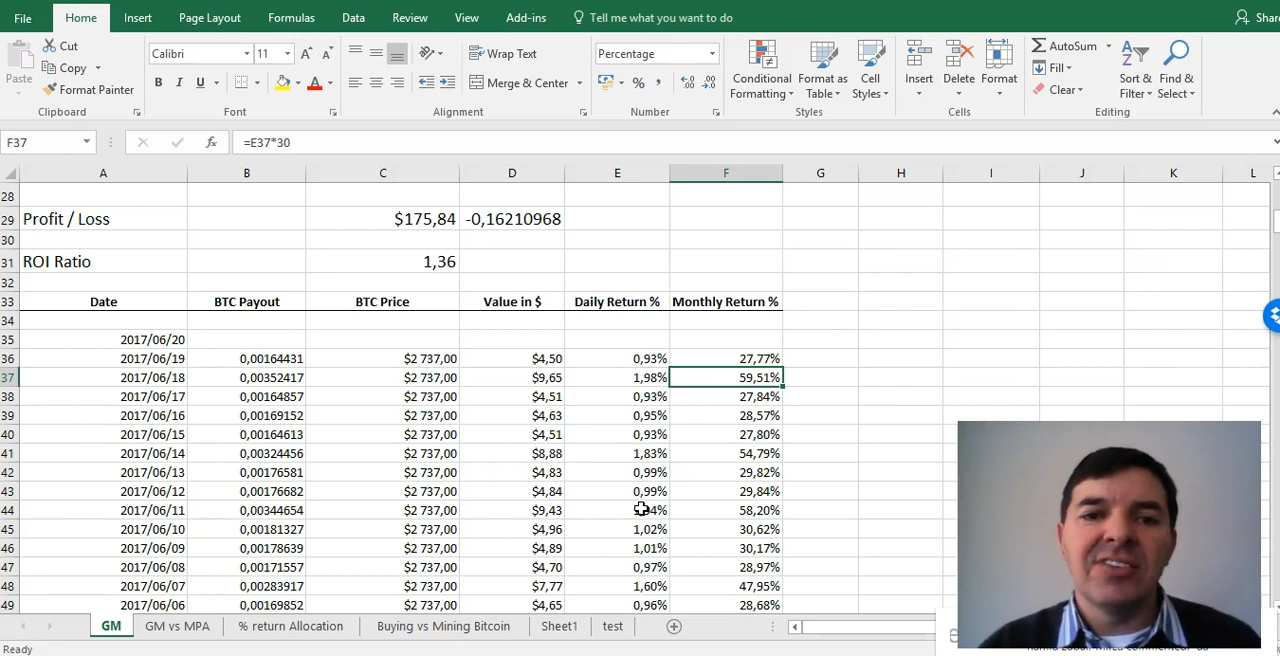 File Home Insert Page Layout Formulas Data Review View Add-ins Tell me what you want to do Share
Cut Calibri 11 Wrap Text Percentage AutoSum
Copy Fill
Paste Format Painter B I U Merge & Center % , Conditional Formatting Format as Table Cell Styles Insert Delete Format Clear Sort & Filter Find & Select
Clipboard Font Alignment Number Styles Cells Editing
F37 fx =E37*30
A B C D E F G H I J K L
28
29 Profit / Loss $175,84 -0,16210968
30
31 ROI Ratio 1,36
32
33 Date BTC Payout BTC Price Value in $ Daily Return % Monthly Return %
34
35 2017/06/20
36 2017/06/19 0,00164431 $2 737,00 $4,50 0,93% 27,77%
37 2017/06/18 0,00352417 $2 737,00 $9,65 1,98% 59,51%
38 2017/06/17 0,00164857 $2 737,00 $4,51 0,93% 27,84%
39 2017/06/16 0,00169152 $2 737,00 $4,63 0,95% 28,57%
40 2017/06/15 0,00164613 $2 737,00 $4,51 0,93% 27,80%
41 2017/06/14 0,00324456 $2 737,00 $8,88 1,83% 54,79%
42 2017/06/13 0,00176581 $2 737,00 $4,83 0,99% 29,82%
43 2017/06/12 0,00176682 $2 737,00 $4,84 0,99% 29,84%
44 2017/06/11 0,00344654 $2 737,00 $9,43 58,20%
45 2017/06/10 0,00181327 $2 737,00 $4,96 1,02% 30,62%
46 2017/06/09 0,00178639 $2 737,00 $4,89 1,01% 30,17%
47 2017/06/08 0,00171557 $2 737,00 $4,70 0,97% 28,97%
48 2017/06/07 0,00283917 $2 737,00 $7,77 1,60% 47,95%
49 2017/06/06 0,00169852 $2 737,00 $4,65 0,96% 28,68%
GM GM vs MPA % return Allocation Buying vs Mining Bitcoin Sheet1 test
Ready